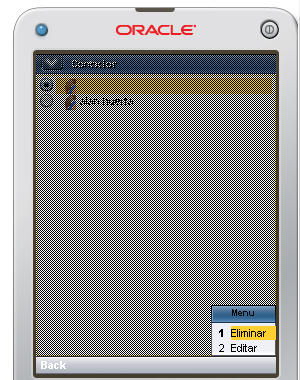 ORACLE
Contador
Menu
1 Eliminar
2 Editar
Back